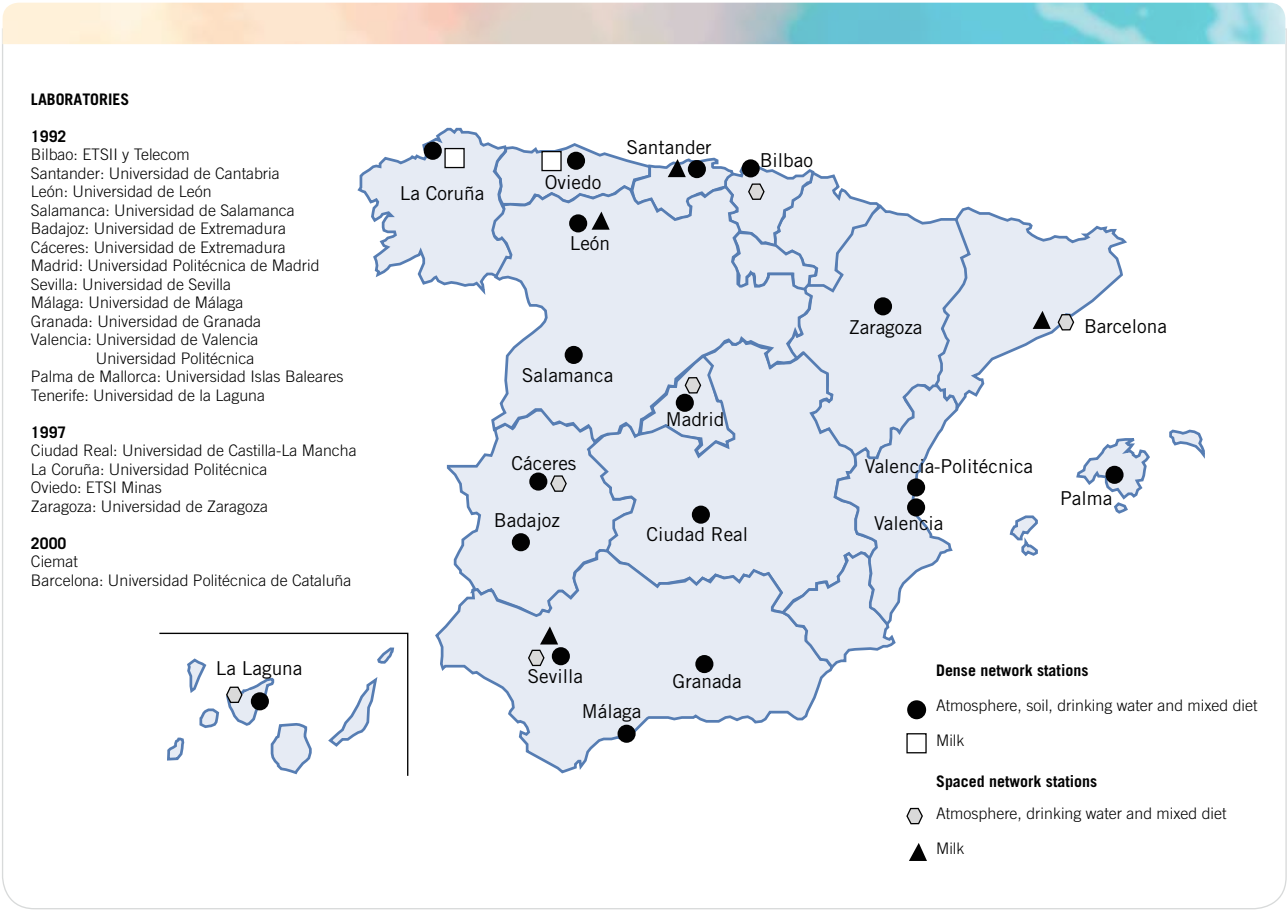 LABORATORIES
1992
Bilbao: ETSII y Telecom
Santander: Universidad de Cantabria
León: Universidad de León
Salamanca: Universidad de Salamanca
Badajoz: Universidad de Extremadura
Cáceres: Universidad de Extremadura
Madrid: Universidad Politécnica de Madrid
Sevilla: Universidad de Sevilla
Málaga: Universidad de Málaga
Granada: Universidad de Granada
Valencia: Universidad de Valencia
Universidad Politécnica
Palma de Mallorca: Universidad Islas Baleares
Tenerife: Universidad de la Laguna
1997
Ciudad Real: Universidad de Castilla-La Mancha
La Coruña: Universidad Politécnica
Oviedo: ETSI Minas
Zaragoza: Universidad de Zaragoza
2000
Ciemat
Barcelona: Universidad Politécnica de Cataluña
Santander
Bilbao
La Coruña
Oviedo
León
Zaragoza
Barcelona
Salamanca
Madrid
Cáceres
Valencia-Politécnica
Palma
Badajoz
Valencia
Ciudad Real
La Laguna
Sevilla
Granada
Málaga
Dense network stations
Atmosphere, soil, drinking water and mixed diet
Milk
Spaced network stations
Atmosphere, drinking water and mixed diet
Milk